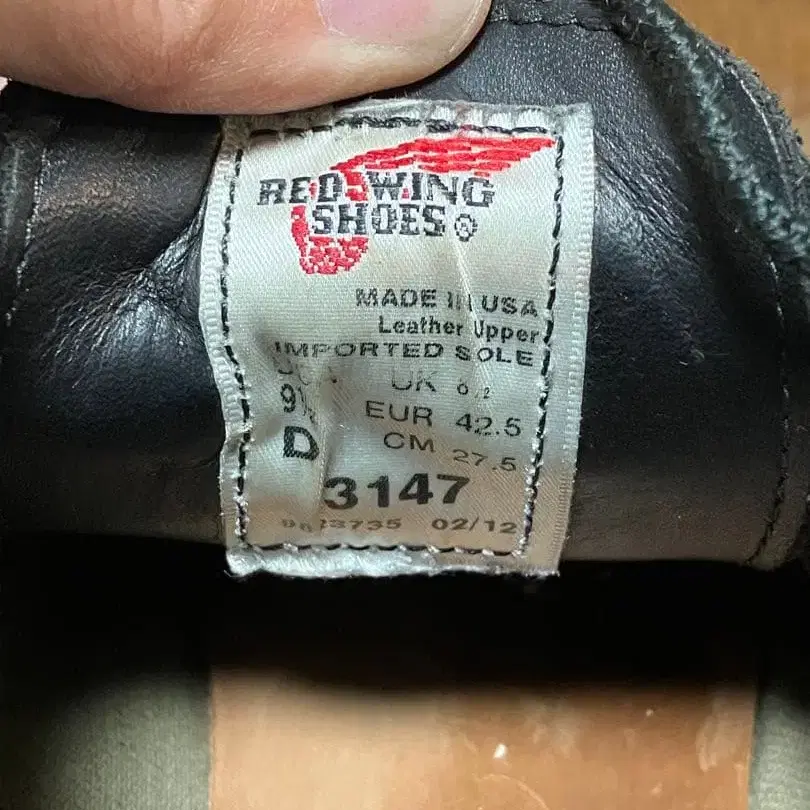 RED WING
SHOES ®
MADE IN USA
Leather Upper
IMPORTED SOLE
UK
EUR 42.5
D
CM 27.5
3147
02/12